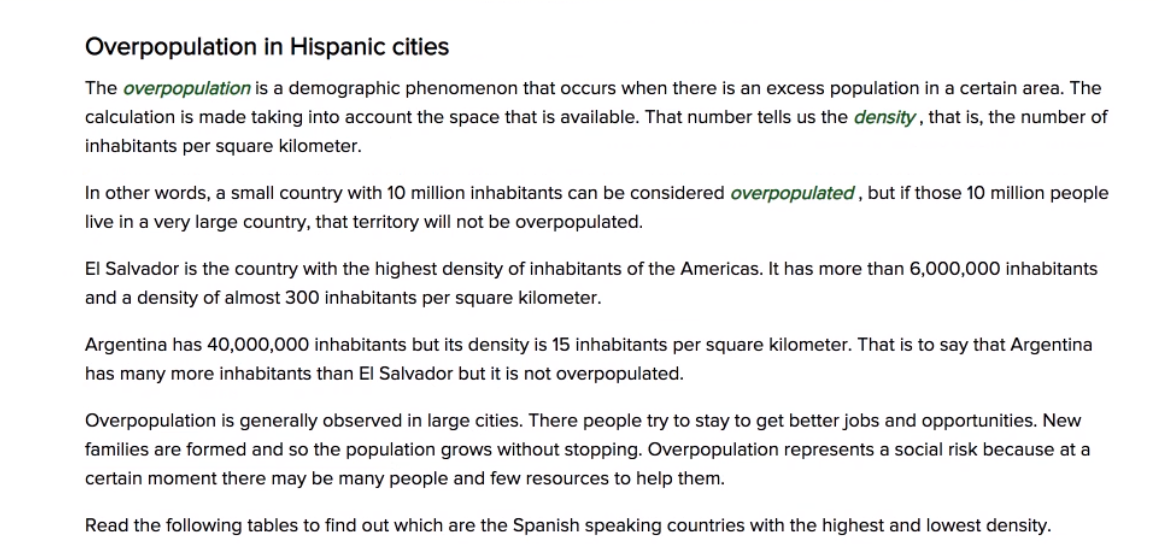 Overpopulation in Hispanic cities
The overpopulation is a demographic phenomenon that occurs when there is an excess population in a certain area. The
calculation is made taking into account the space that is available. That number tells us the density , that is, the number of
inhabitants per square kilometer.
In other words, a small country with 10 million inhabitants can be considered overpopulated , but if those 10 million people
live in a very large country, that territory will not be overpopulated.
El Salvador is the country with the highest density of inhabitants of the Americas. It has more than 6,000,000 inhabitants
and a density of almost 300 inhabitants per square kilometer.
Argentina has 40,000,000 inhabitants but its density is 15 inhabitants per square kilometer. That is to say that Argentina
has many more inhabitants than El Salvador but it is not overpopulated.
Overpopulation is generally observed in large cities. There people try to stay to get better jobs and opportunities. New
families are formed and so the population grows without stopping. Overpopulation represents a social risk because at a
certain moment there may be many people and few resources to help them.
Read the following tables to find out which are the Spanish speaking countries with the highest and lowest density.